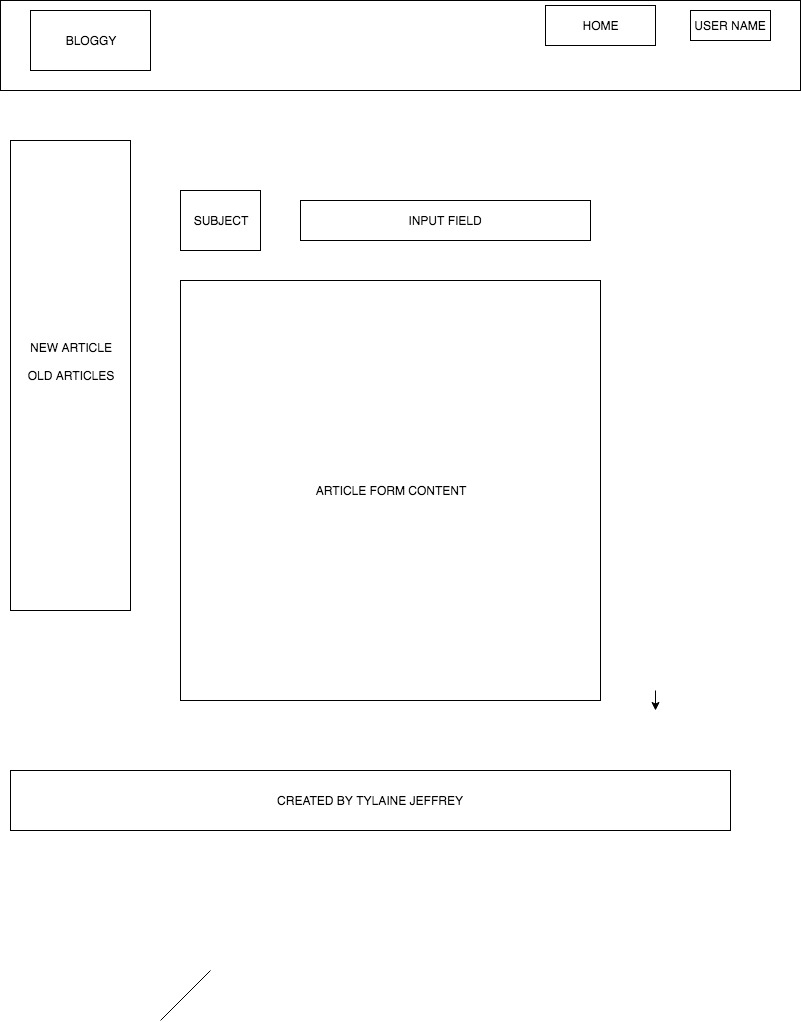 BLOGGY
HOME
USER NAME
SUBJECT
INPUT FIELD
NEW ARTICLE
OLD ARTICLES
ARTICLE FORM CONTENT
CREATED BY TYLAINE JEFFREY